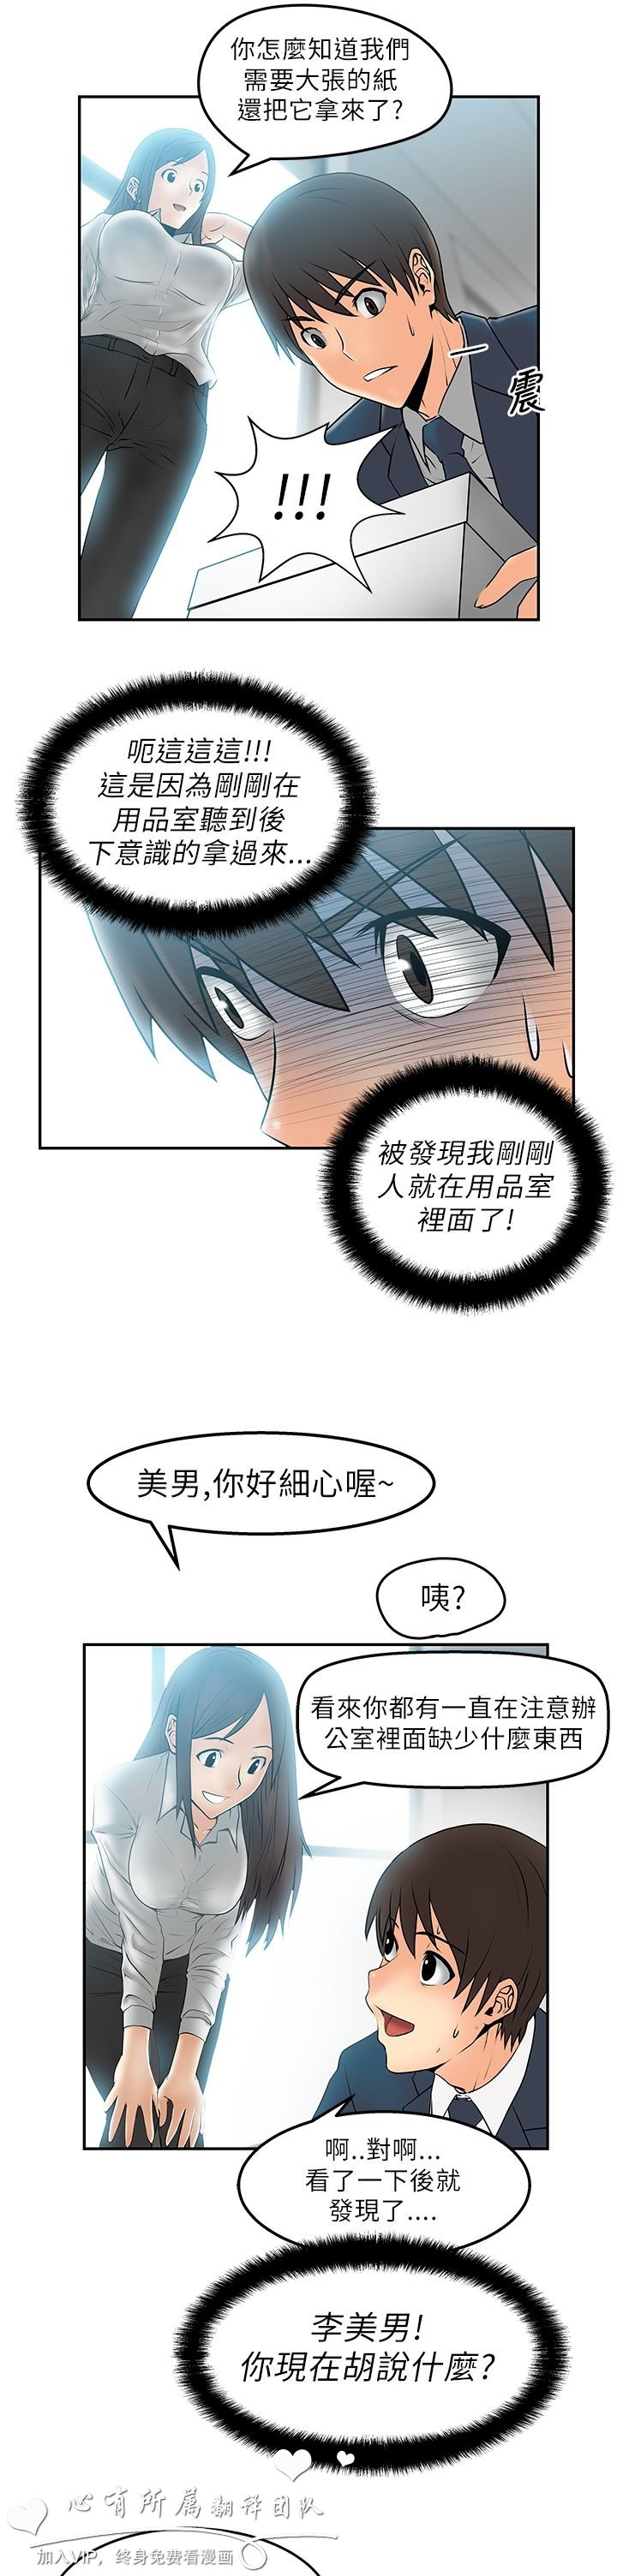 你怎麼知道我們
需要大張的紙
還把它拿來了?
震
!!!
呃這這這!!!
這是因為剛剛在
用品室聽到後
下意識的拿過來...
被發現我剛剛
人就在用品室
裡面了!
美男,你好細心喔~
咦?
看來你都有一直在注意辦
公室裡面缺少什麼東西
啊..對啊...
看了一下後就
發現了....
李美男!
你現在胡說什麼?
心有所属翻译团队
加入VIP，终身免费看漫画